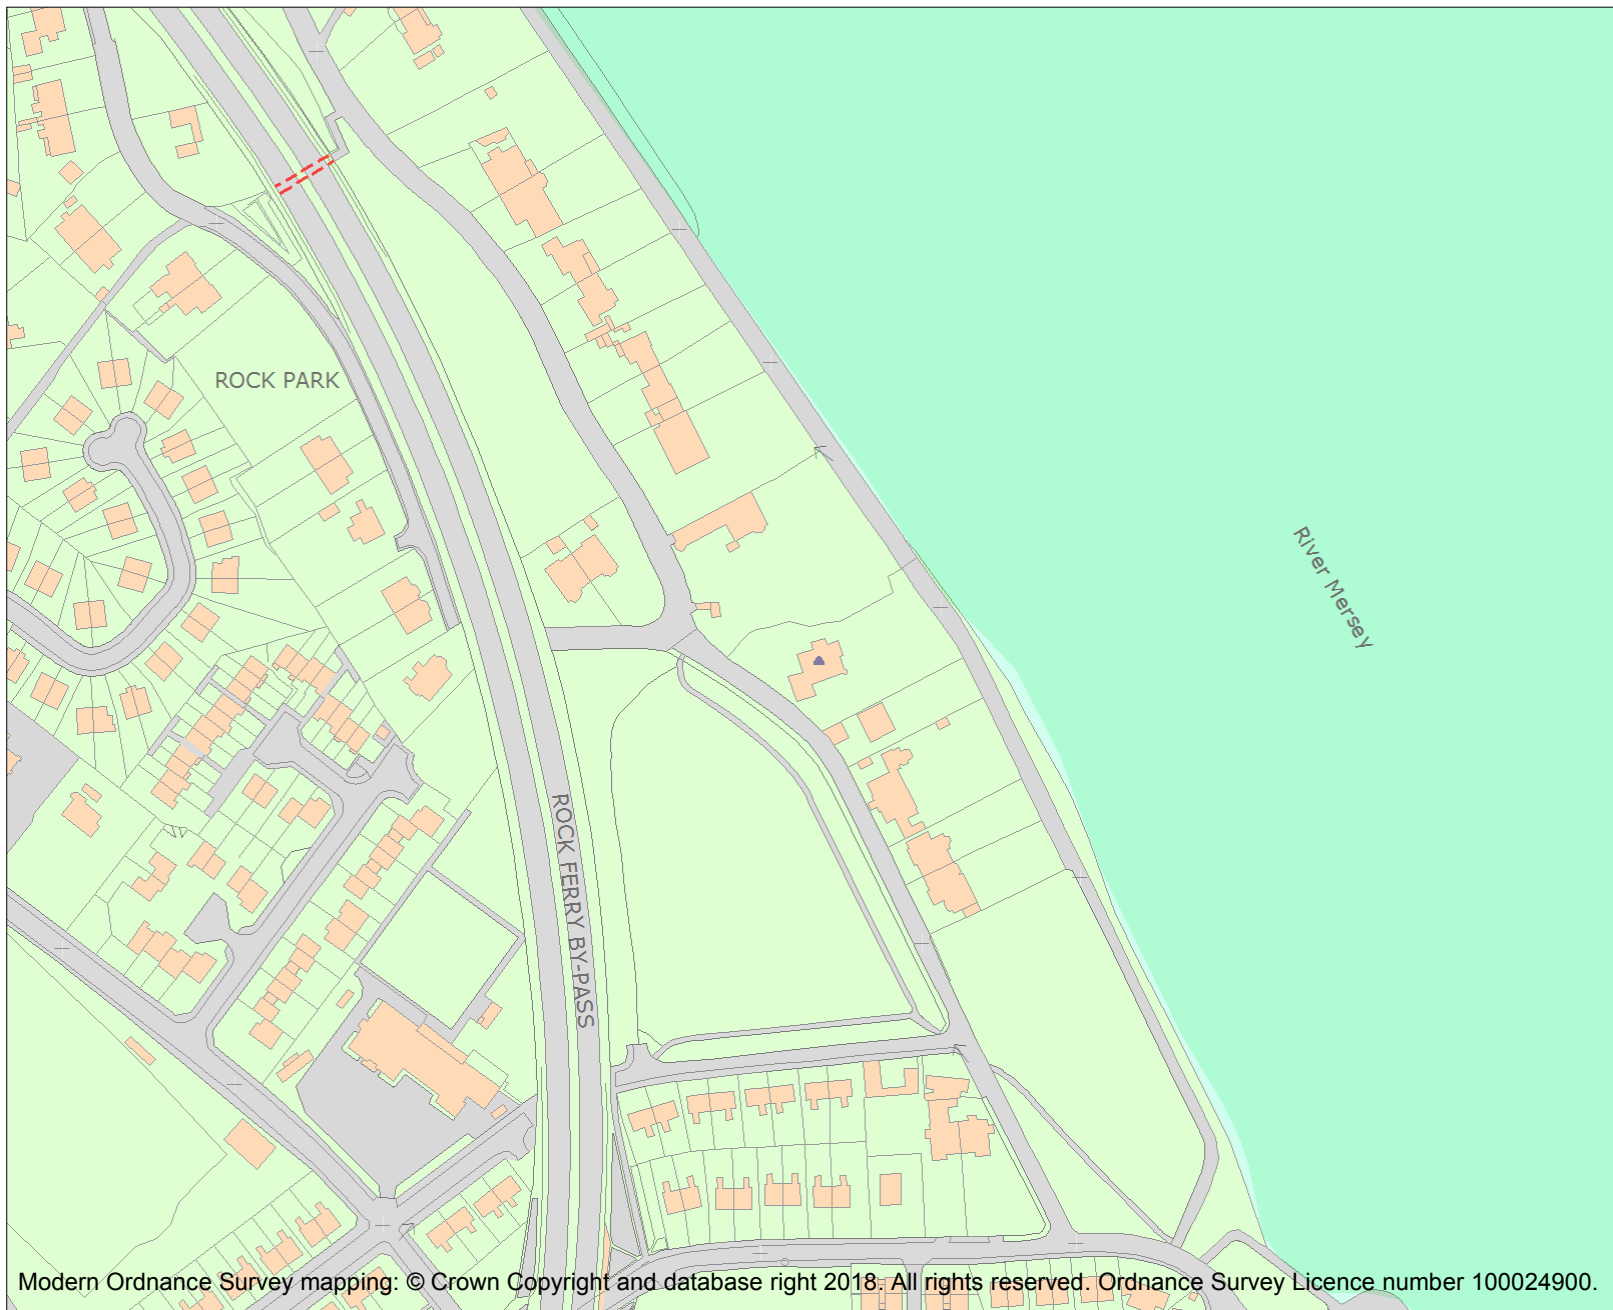 ROCK PARK
River Mersey
ROCK FERRY BY-PASS
Modern Ordnance Survey mapping: © Crown Copyright and database right 2018. All rights reserved. Ordnance Survey Licence number 100024900.